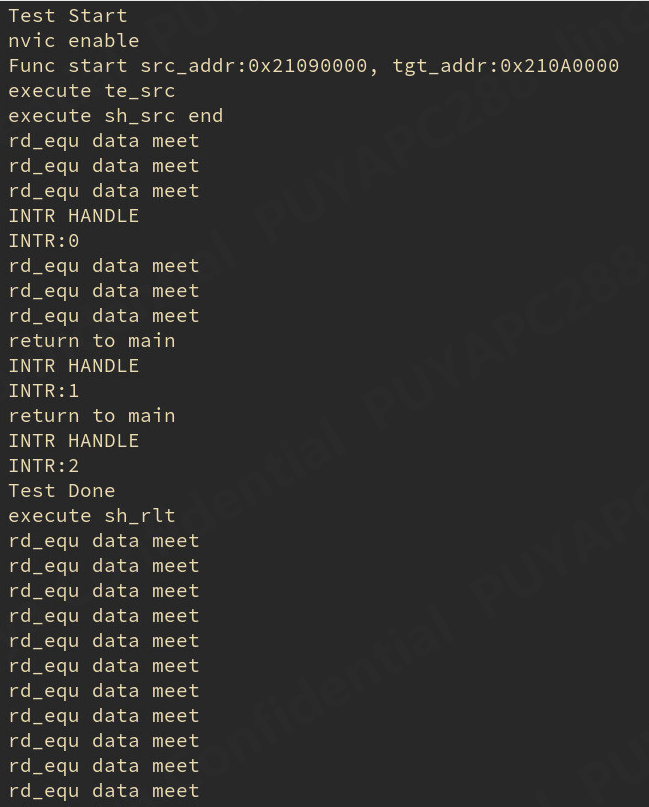 Test Start
nvic enable
Func start src_addr:0x21090000, tgt_addr:0x210A0000
execute te_src
execute sh_src end
rd_equ data meet
rd_equ data meet
rd_equ data meet
INTR HANDLE
INTR:0
rd_equ data meet
rd_equ data meet
rd_equ data meet
return to main
INTR HANDLE
INTR:1
return to main
INTR HANDLE
INTR:2
Test Done
execute sh_rlt
rd_equ data meet
rd_equ data meet
rd_equ data meet
rd_equ data meet
rd_equ data meet
rd_equ data meet
rd_equ data meet
rd_equ data meet
rd_equ data meet
rd_equ data meet
rd_equ data meet